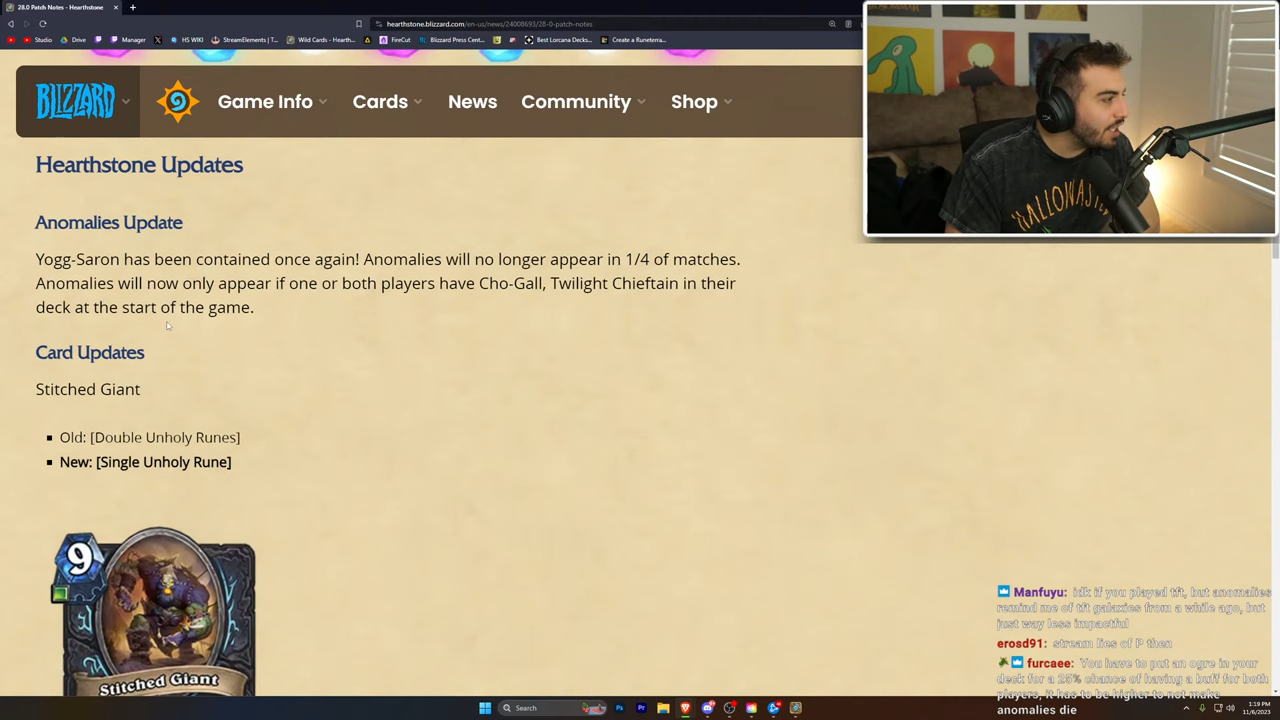 28.0 Patch Notes - Hearthstone
hearthstone.blizzard.com/en-us/news/24008693/28-0-patch-notes
Studio Drive Manager HS WIKI StreamElements | T... Wild Cards - Hearth... FireCut Blizzard Press Cent... Best Lorcana Decks... Create a Runeterra...
BLIZZARD Game Info Cards News Community Shop
Hearthstone Updates
Anomalies Update
Yogg-Saron has been contained once again! Anomalies will no longer appear in 1/4 of matches.
Anomalies will now only appear if one or both players have Cho-Gall, Twilight Chieftain in their
deck at the start of the game.
Card Updates
Stitched Giant
Old: [Double Unholy Runes]
New: [Single Unholy Rune]
9
Stitched Giant
Manfuyu: idk if you played tft, but anomalies
remind me of tft galaxies from a while ago, but
just way less impactful
erosd91: stream lies of P then
furcaee: You have to put an ogre in your
deck for a 25% chance of having a buff for both
players, it has to be higher to not make
anomalies die
Search
1:19 PM
11/6/2023